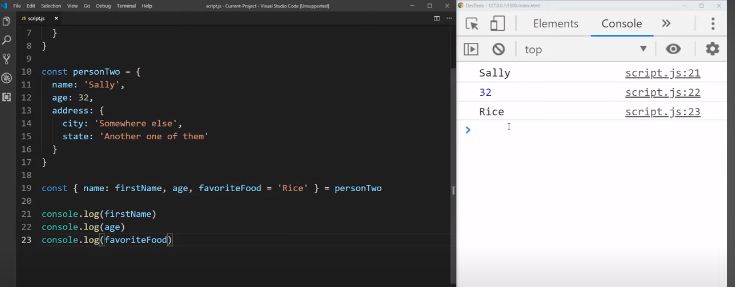 File Edit Selection View Go Debug Terminal Help
script.js - Current-Project - Visual Studio Code [Unsupported]
script.js ×
7 }
8 }
9
10 const personTwo = {
11 name: 'Sally',
12 age: 32,
13 address: {
14 city: 'Somewhere else',
15 state: 'Another one of them'
16 }
17 }
18
19 const { name: firstName, age, favoriteFood = 'Rice' } = personTwo
20
21 console.log(firstName)
22 console.log(age)
23 console.log(favoriteFood)
DevTools - 127.0.0.1:5500/index.html
Elements Console »
top
Sally script.js:21
32 script.js:22
Rice script.js:23